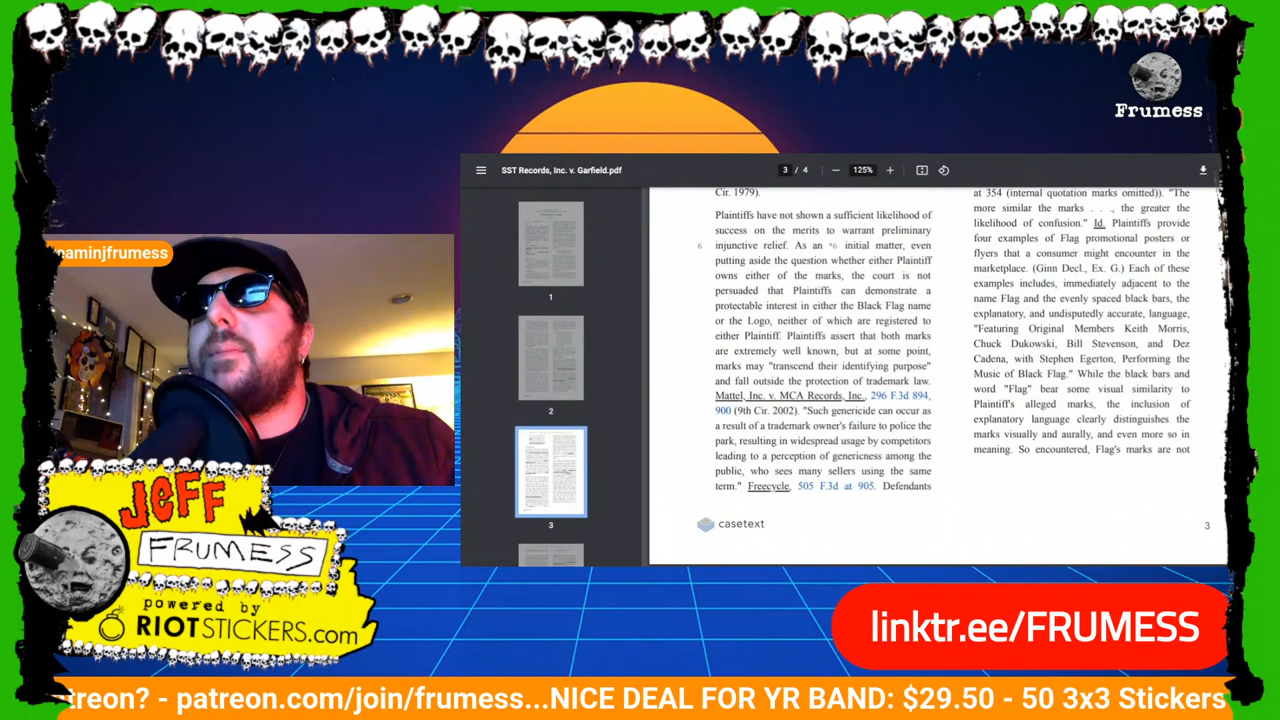 Frumess
SST Records, Inc. v. Garfield.pdf
3 / 4
125%
eaminjfrumess
1
2
3
Cir. 1979).
Plaintiffs have not shown a sufficient likelihood of
success on the merits to warrant preliminary
6 injunctive relief. As an *6 initial matter, even
putting aside the question whether either Plaintiff
owns either of the marks, the court is not
persuaded that Plaintiffs can demonstrate a
protectable interest in either the Black Flag name
or the Logo, neither of which are registered to
either Plaintiff. Plaintiffs assert that both marks
are extremely well known, but at some point,
marks may "transcend their identifying purpose"
and fall outside the protection of trademark law.
Mattel, Inc. v. MCA Records, Inc., 296 F.3d 894,
900 (9th Cir. 2002). "Such genericide can occur as
a result of a trademark owner's failure to police the
park, resulting in widespread usage by competitors
leading to a perception of genericness among the
public, who sees many sellers using the same
term." Freecycle, 505 F.3d at 905. Defendants
at 354 (internal quotation marks omitted)). "The
more similar the marks . . ., the greater the
likelihood of confusion." Id. Plaintiffs provide
four examples of Flag promotional posters or
flyers that a consumer might encounter in the
marketplace. (Ginn Decl., Ex. G.) Each of these
examples includes, immediately adjacent to the
name Flag and the evenly spaced black bars, the
explanatory, and undisputedly accurate, language,
"Featuring Original Members Keith Morris,
Chuck Dukowski, Bill Stevenson, and Dez
Cadena, with Stephen Egerton, Performing the
Music of Black Flag." While the black bars and
word "Flag" bear some visual similarity to
Plaintiff's alleged marks, the inclusion of
explanatory language clearly distinguishes the
marks visually and aurally, and even more so in
meaning. So encountered, Flag's marks are not
casetext
3
JEFF
FRUMESS
powered by
RIOTSTICKERS.com
linktr.ee/FRUMESS
treon? - patreon.com/join/frumess...NICE DEAL FOR YR BAND: $29.50 - 50 3x3 Stickers